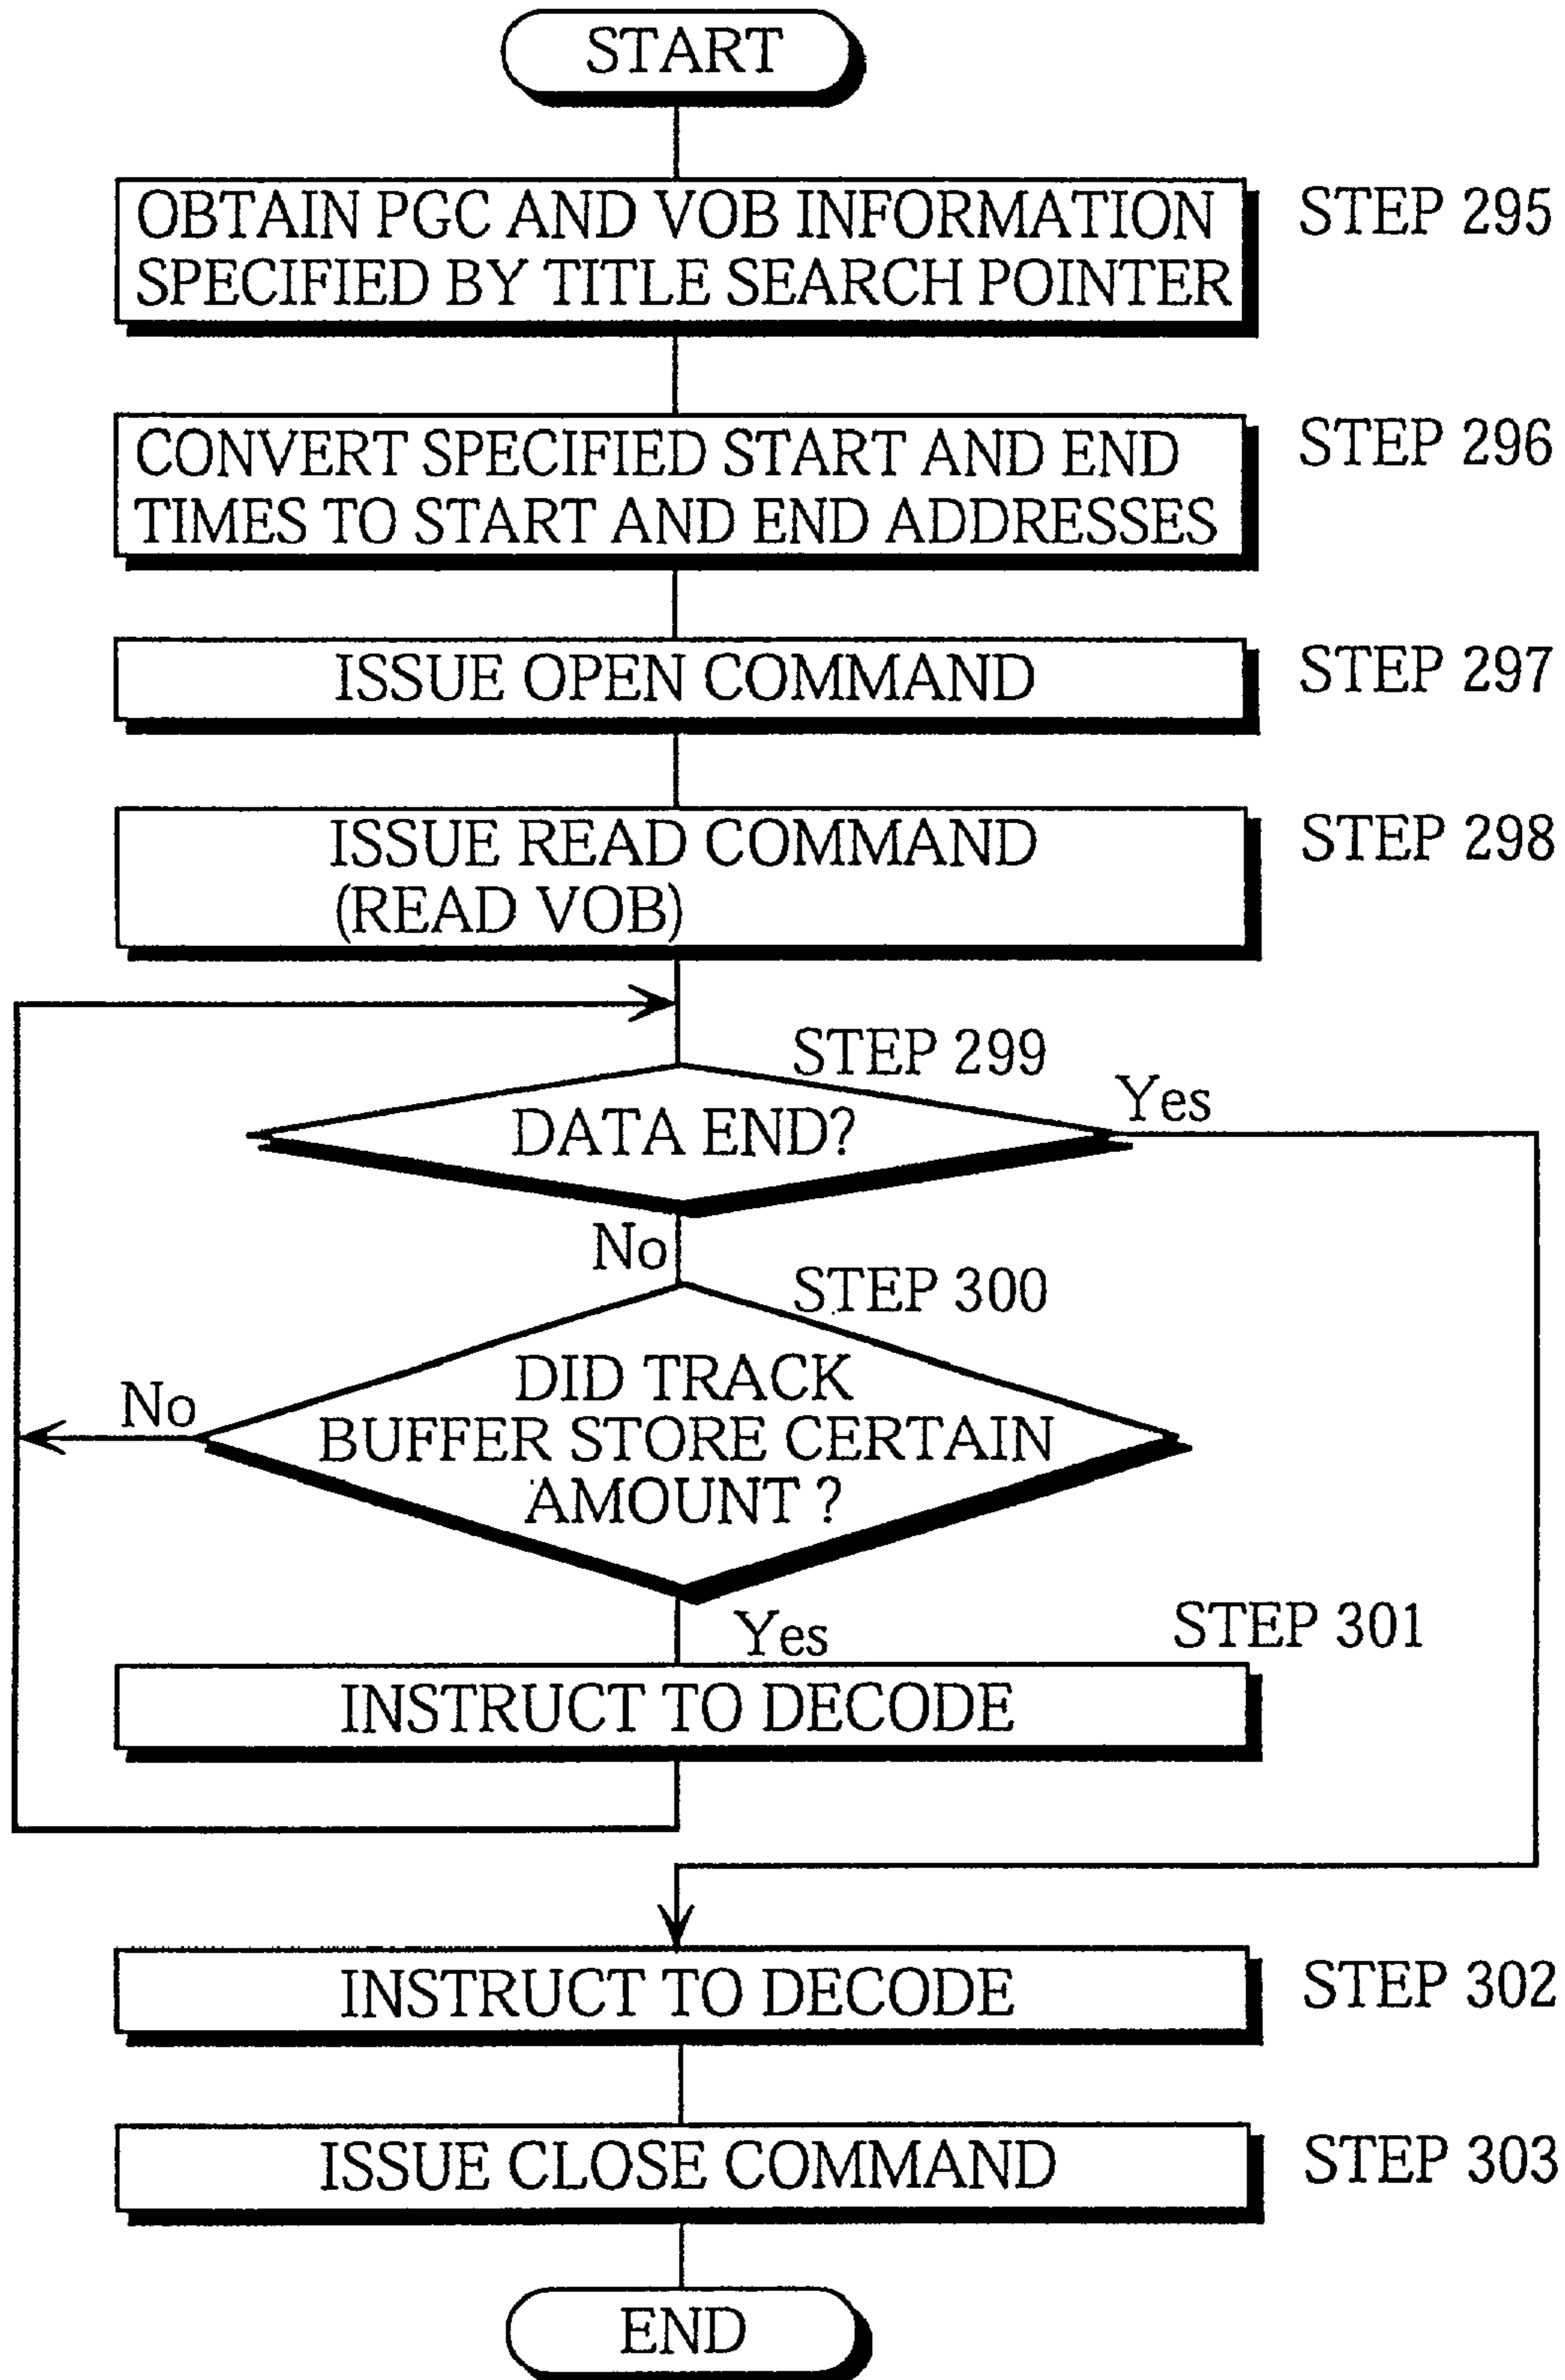 START
OBTAIN PGC AND VOB INFORMATION
SPECIFIED BY TITLE SEARCH POINTER
STEP 295
CONVERT SPECIFIED START AND END
TIMES TO START AND END ADDRESSES
STEP 296
ISSUE OPEN COMMAND
STEP 297
ISSUE READ COMMAND
(READ VOB)
STEP 298
STEP 299
DATA END?
Yes
No
STEP 300
DID TRACK
BUFFER STORE CERTAIN
AMOUNT ?
No
Yes
STEP 301
INSTRUCT TO DECODE
INSTRUCT TO DECODE
STEP 302
ISSUE CLOSE COMMAND
STEP 303
END